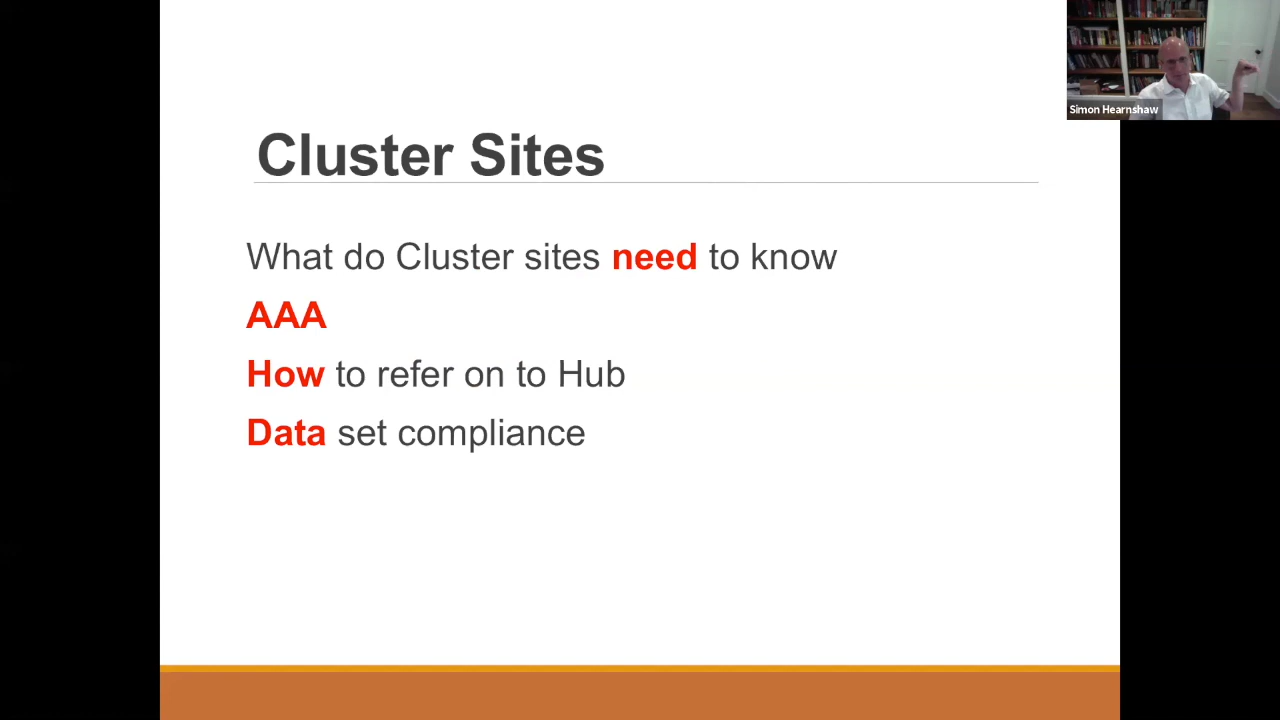 Simon Hearnshaw
Cluster Sites
What do Cluster sites need to know
AAA
How to refer on to Hub
Data set compliance